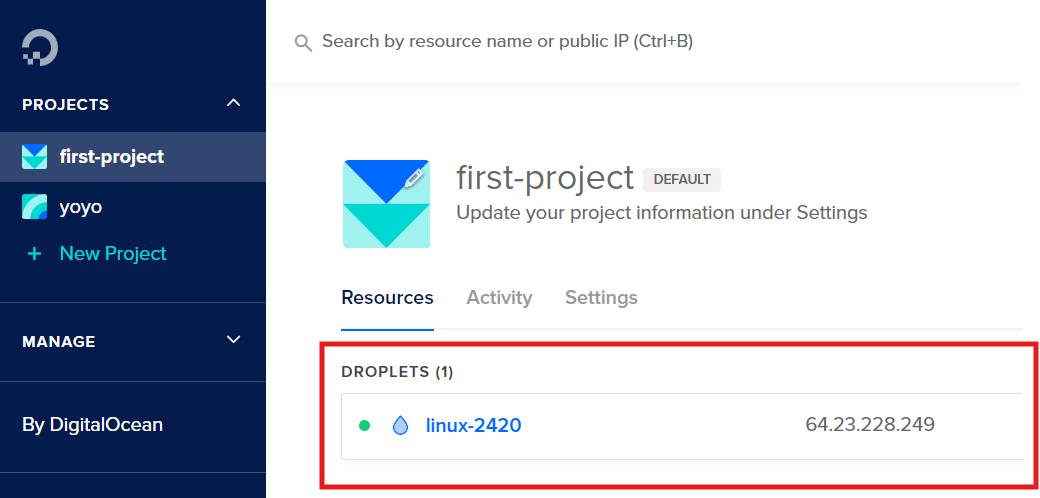 Search by resource name or public IP (Ctrl+B)
PROJECTS
first-project
yoyo
+ New Project
MANAGE
By DigitalOcean
first-project DEFAULT
Update your project information under Settings
Resources Activity Settings
DROPLETS (1)
linux-2420 64.23.228.249